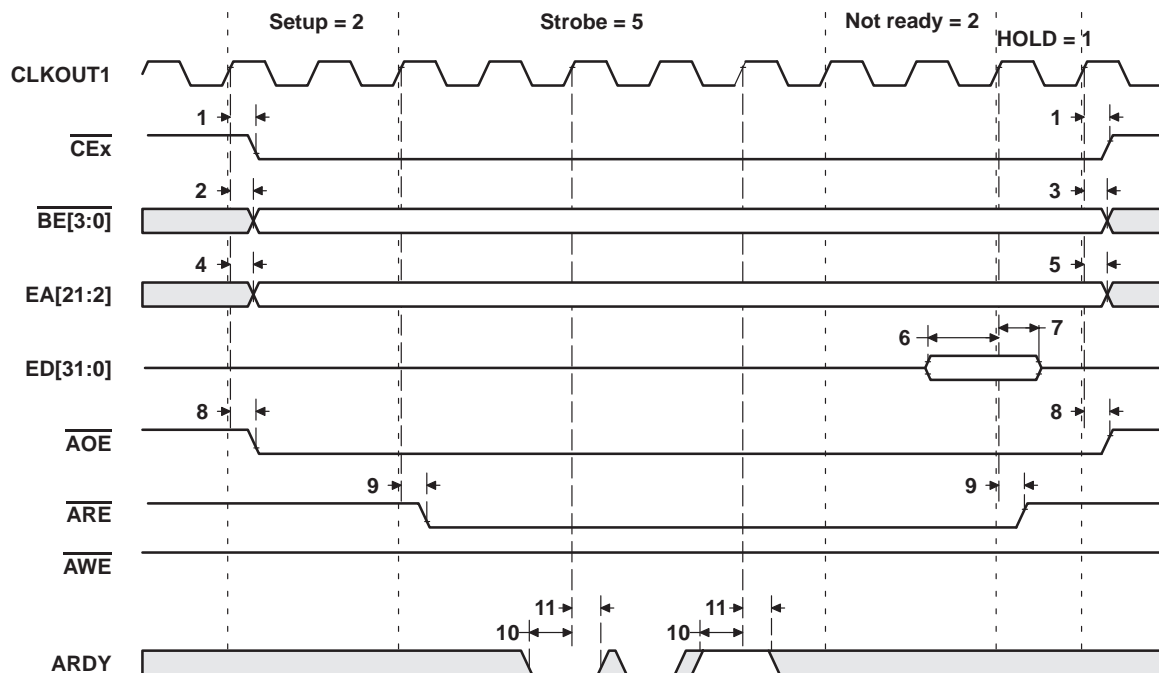 Setup = 2 Strobe = 5 Not ready = 2 HOLD = 1
CLKOUT1
1 1
CEx
2 3
BE[3:0]
4 5
EA[21:2]
6 7
ED[31:0]
8 8
AOE
9 9
ARE
AWE
11 11
10 10
ARDY